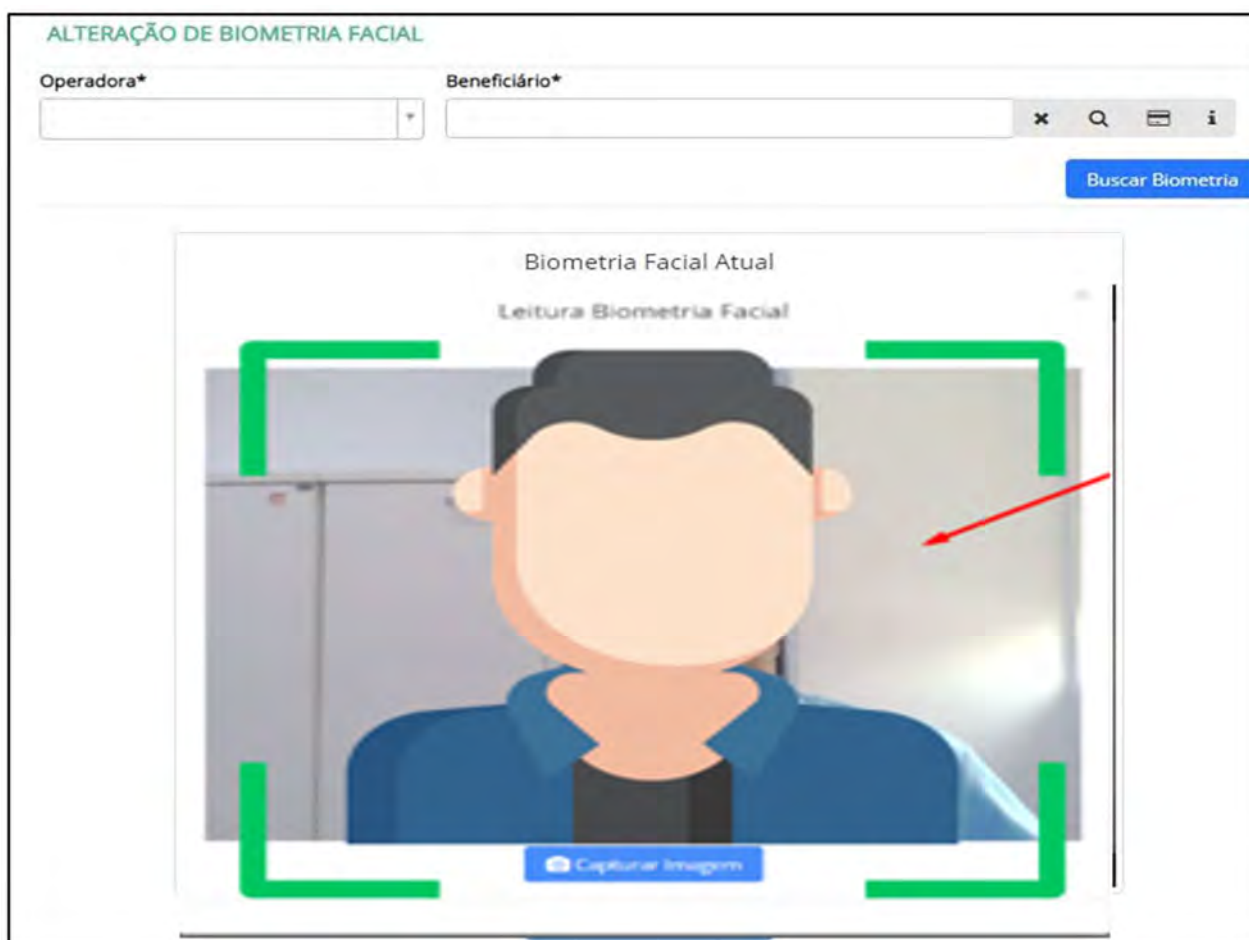 ALTERAÇÃO DE BIOMETRIA FACIAL
Operadora* Beneficiário*
Buscar Biometria
Biometria Facial Atual
Leitura Biometria Facial
Capturar Imagem